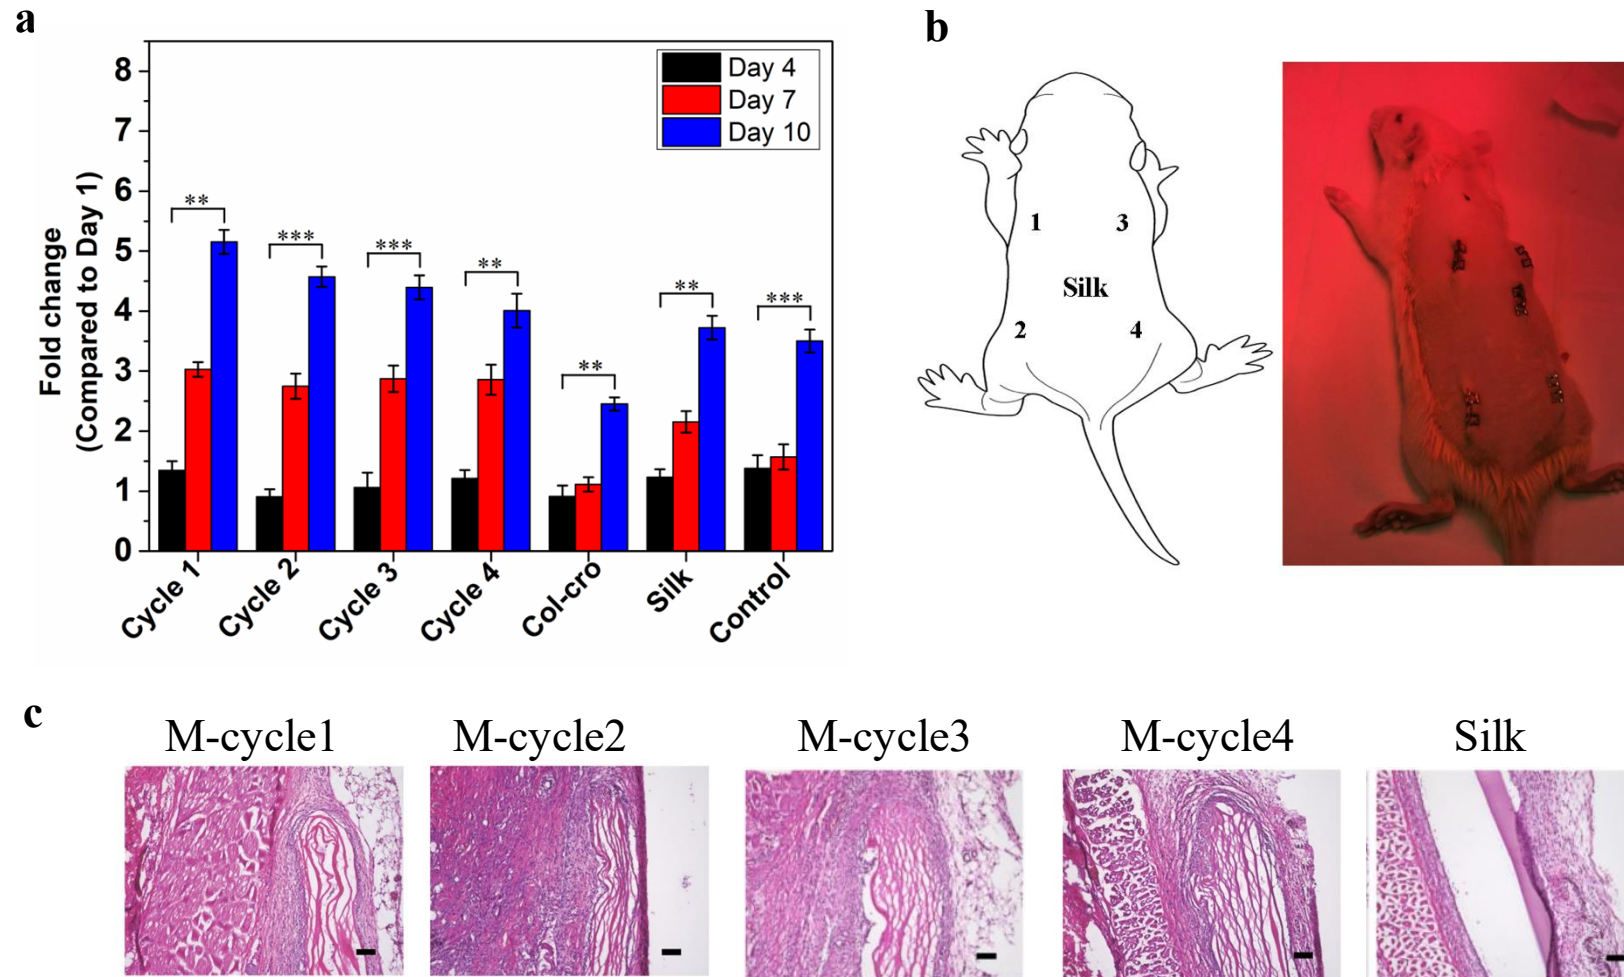 a
b
8
7
6
5
4
3
2
1
0
Fold change
(Compared to Day 1)
Day 4
Day 7
Day 10
**
***
***
**
**
**
***
Cycle 1
Cycle 2
Cycle 3
Cycle 4
Col-cro
Silk
Control
1 3
Silk
2 4
c
M-cycle1 M-cycle2 M-cycle3 M-cycle4 Silk